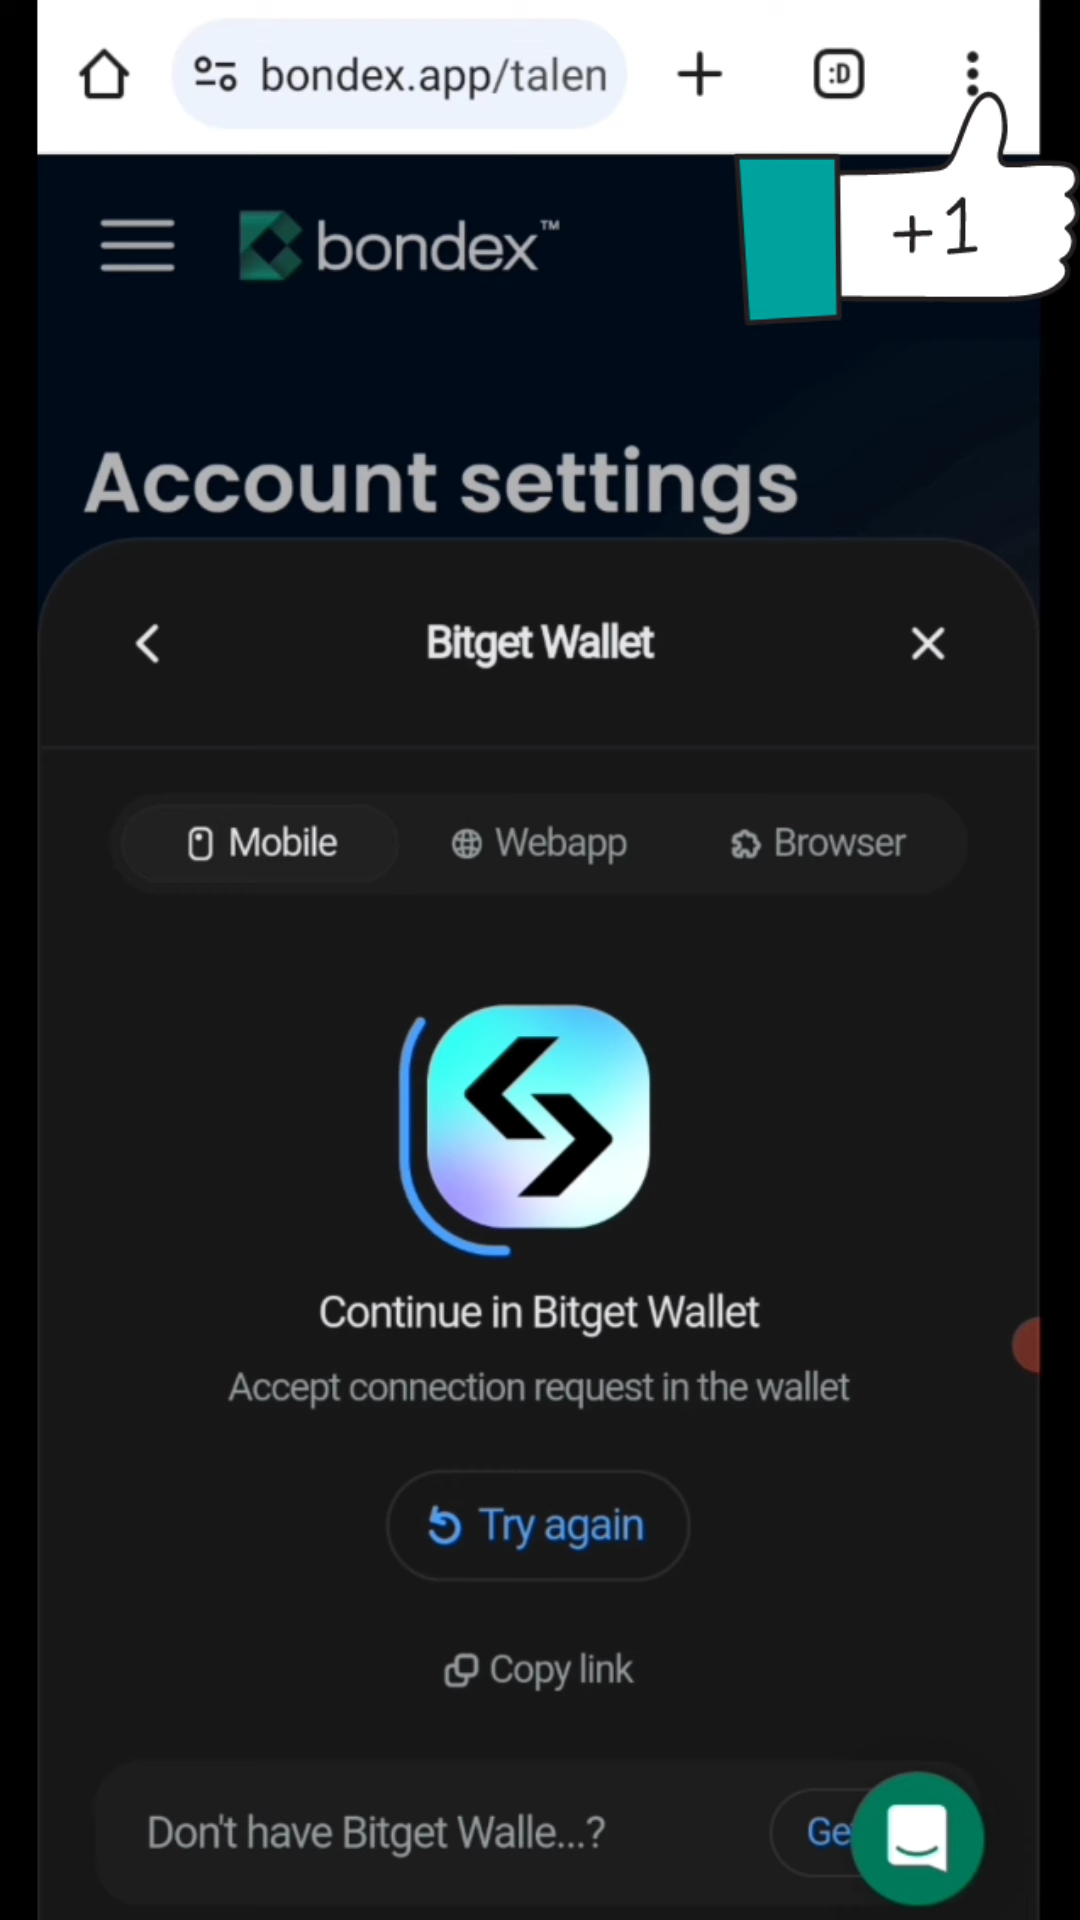 bondex.app/talen
:D
+1
bondex™
Account settings
Bitget Wallet
Mobile
Webapp
Browser
Continue in Bitget Wallet
Accept connection request in the wallet
Try again
Copy link
Don't have Bitget Walle...?
Ge